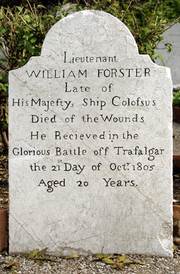 Lieutenant
WILLIAM FORSTER
Late of
His Majesty, Ship Colossus
Died of the Wounds
He Recieved in the
Glorious Battle off Trafalgar
the 21st Day of Octr. 1805
Aged 20 Years.